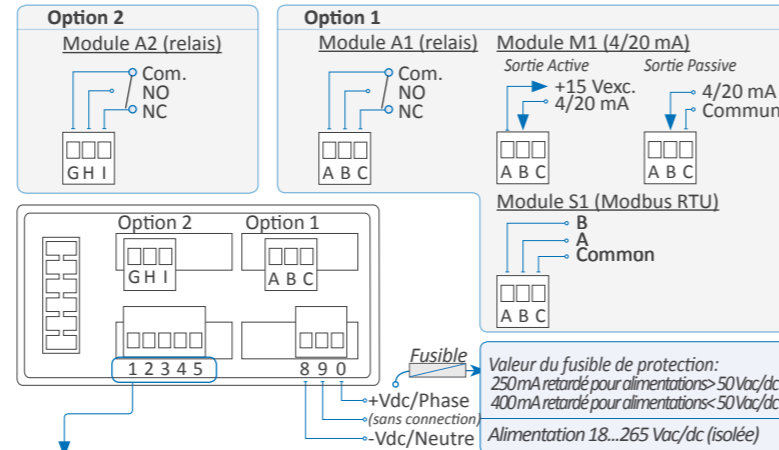 Option 2
Module A2 (relais)
Com.
NO
NC
G H I
Option 1
Module A1 (relais)
Com.
NO
NC
A B C
Module M1 (4/20 mA)
Sortie Active
+15 Vexc.
4/20 mA
A B C
Sortie Passive
4/20 mA
Commun
A B C
Module S1 (Modbus RTU)
B
A
Common
A B C
Option 2
G H I
Option 1
A B C
1 2 3 4 5
8 9 0
Fusible
+Vdc/Phase
(sans connection)
-Vdc/Neutre
Valeur du fusible de protection:
250 mA retardé pour alimentations > 50 Vac/dc
400 mA retardé pour alimentations < 50 Vac/dc
Alimentation 18...265 Vac/dc (isolée)